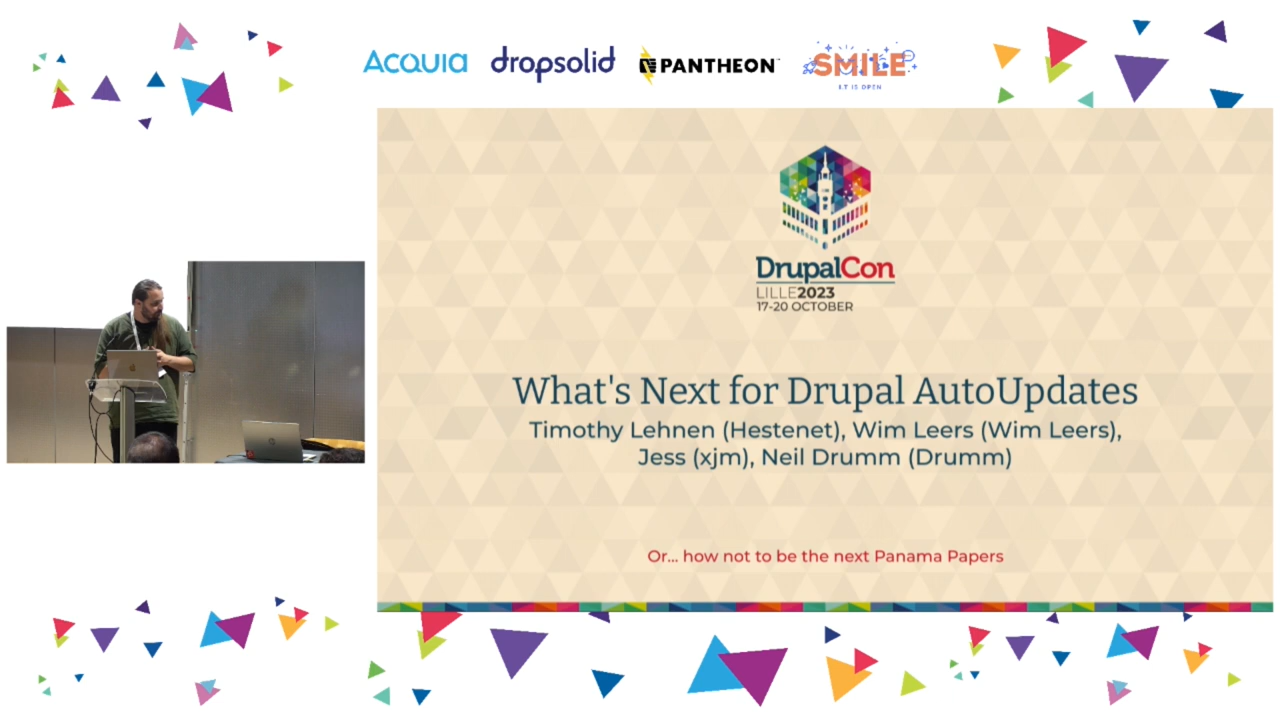 ACQUIA
dropsolid
PANTHEON
SMILE
I.T IS OPEN
DrupalCon
LILLE2023
17-20 OCTOBER
What's Next for Drupal AutoUpdates
Timothy Lehnen (Hestenet), Wim Leers (Wim Leers),
Jess (xjm), Neil Drumm (Drumm)
Or... how not to be the next Panama Papers